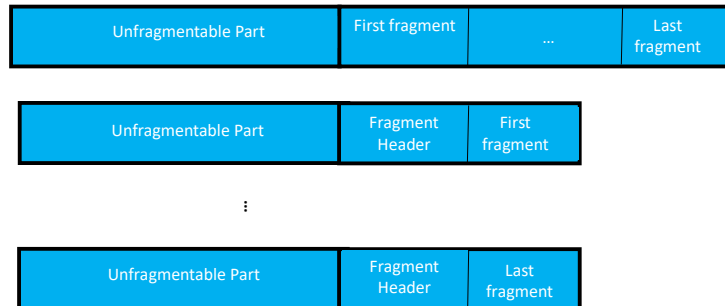 Unfragmentable Part
First fragment
...
Last
fragment
Unfragmentable Part
Fragment
Header
First
fragment
⋮
Unfragmentable Part
Fragment
Header
Last
fragment